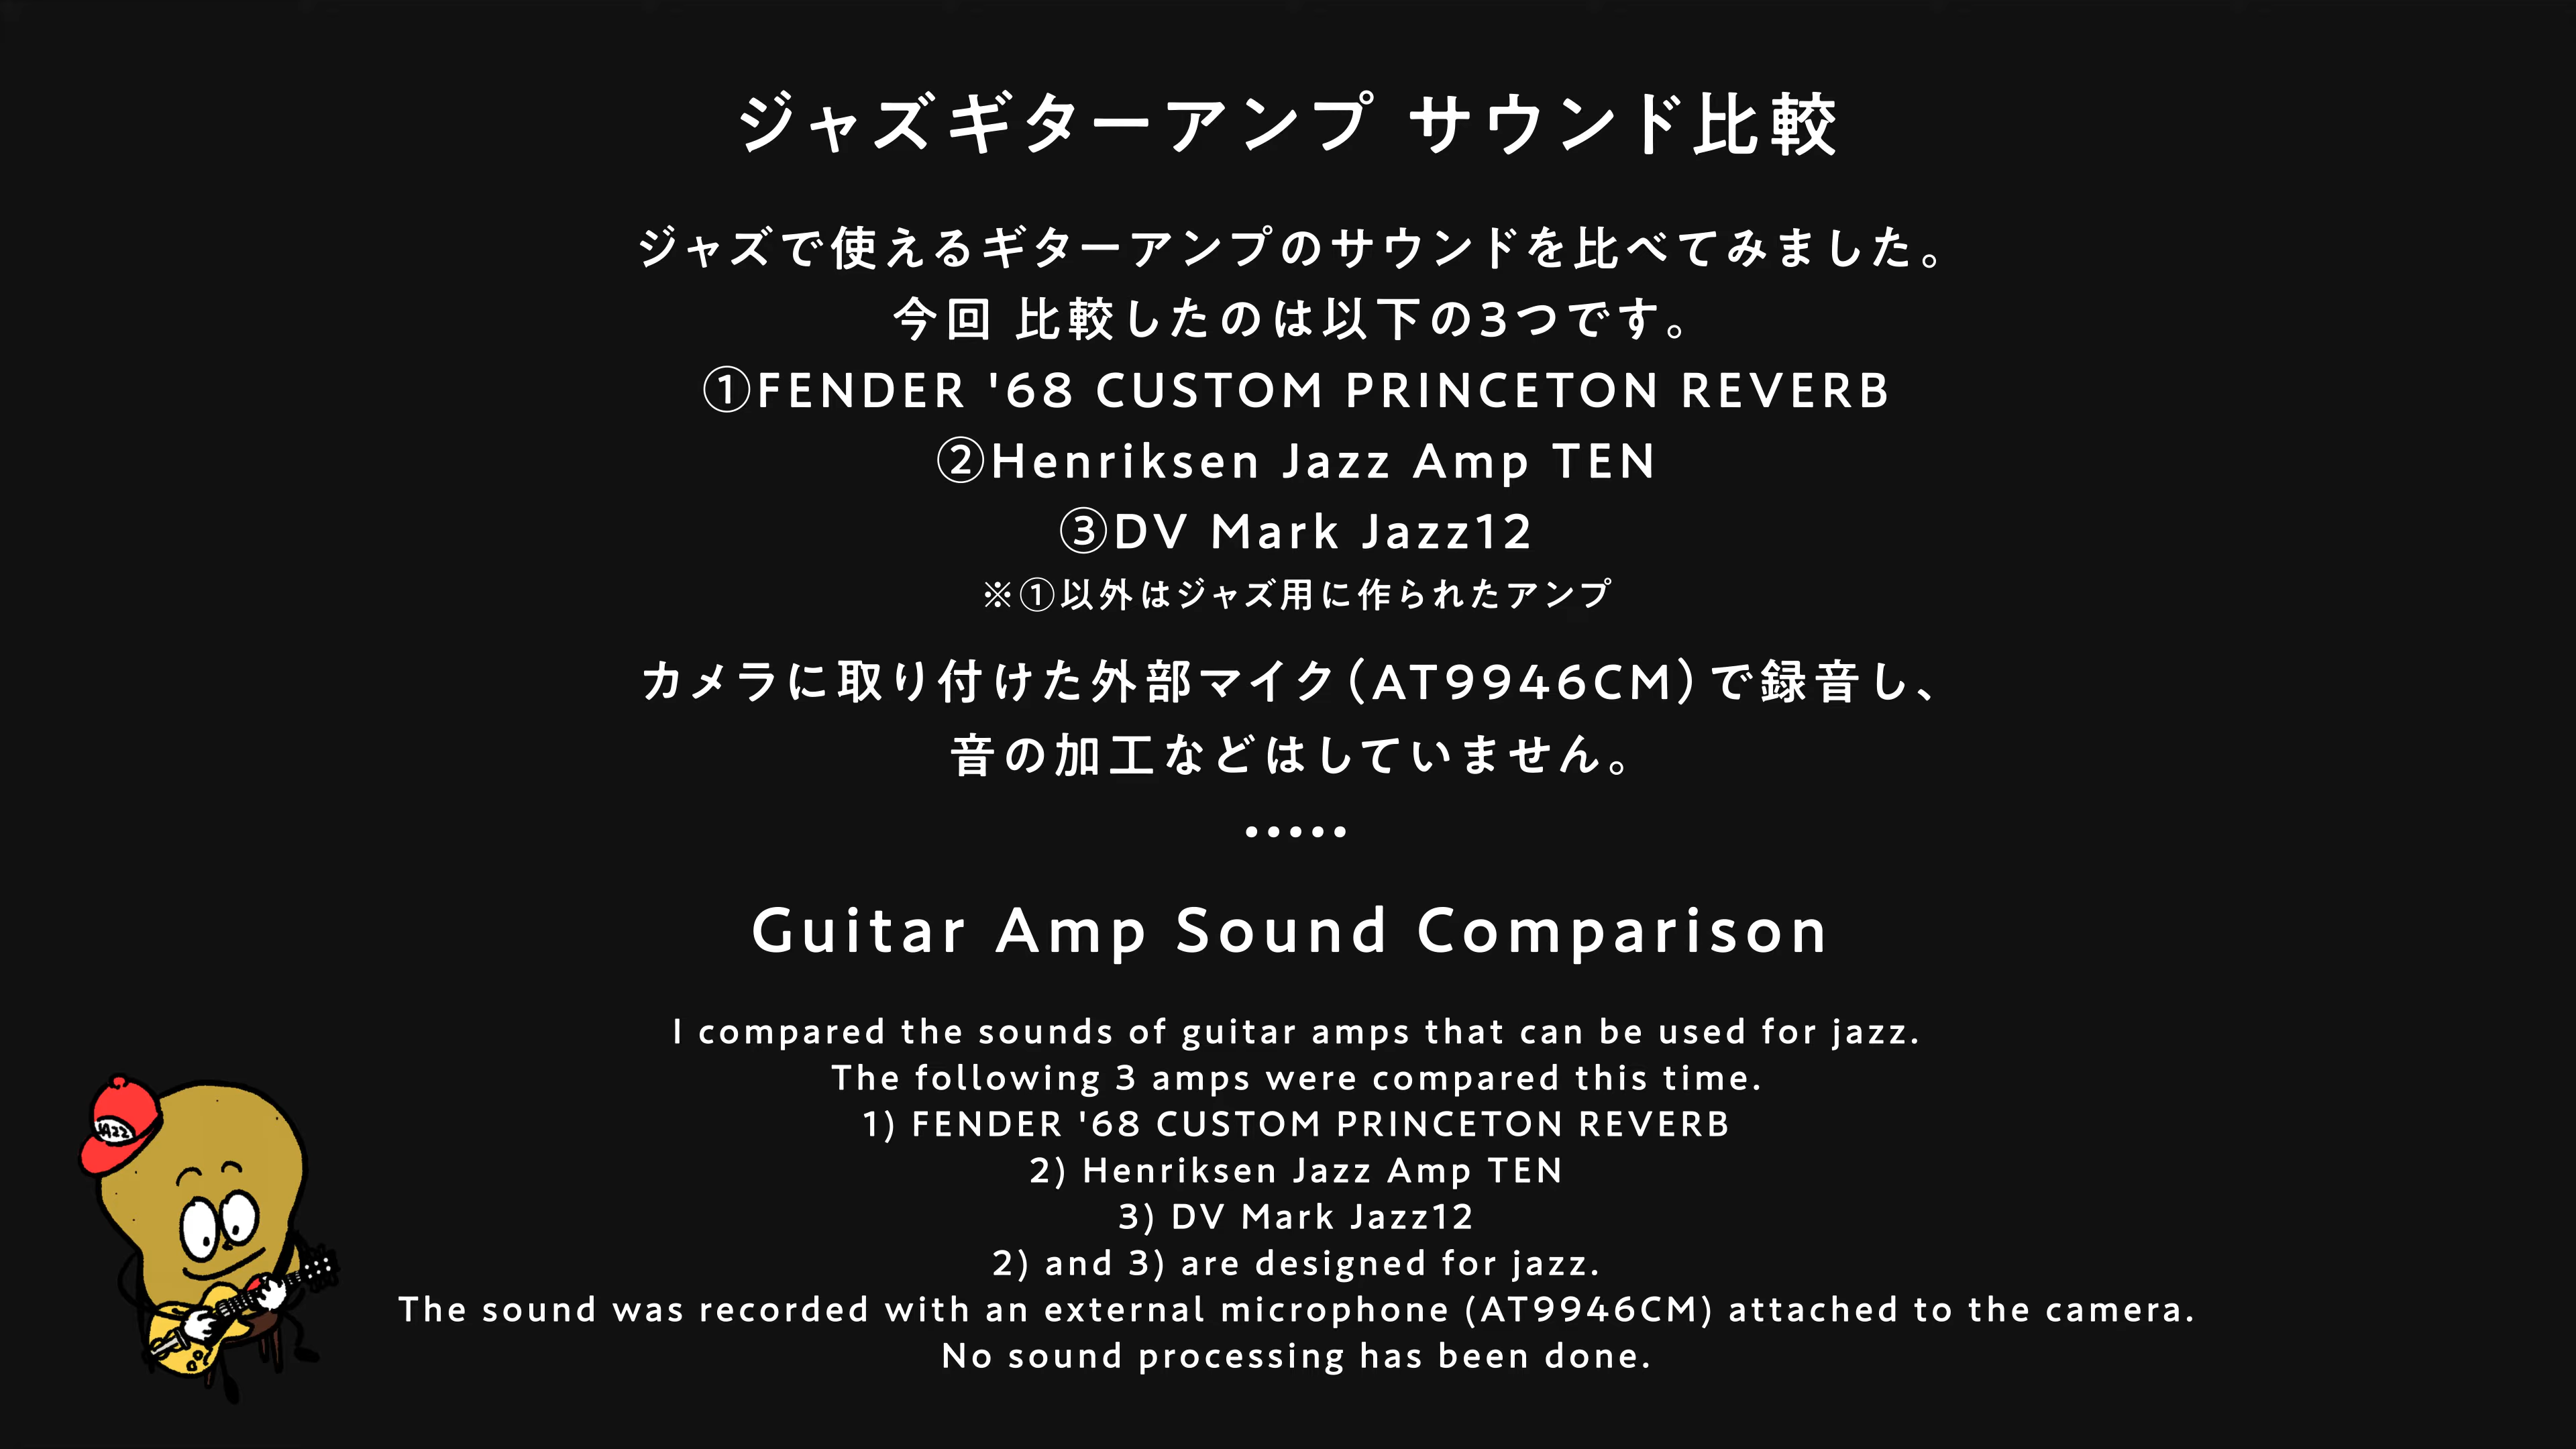 ジャズギターアンプ サウンド比較
ジャズで使えるギターアンプのサウンドを比べてみました。
今回 比較したのは以下の3つです。
①FENDER '68 CUSTOM PRINCETON REVERB
②Henriksen Jazz Amp TEN
③DV Mark Jazz12
※①以外はジャズ用に作られたアンプ
カメラに取り付けた外部マイク(AT9946CM)で録音し、
音の加工などはしていません。
•••••
Guitar Amp Sound Comparison
I compared the sounds of guitar amps that can be used for jazz.
The following 3 amps were compared this time.
1) FENDER '68 CUSTOM PRINCETON REVERB
2) Henriksen Jazz Amp TEN
3) DV Mark Jazz12
2) and 3) are designed for jazz.
The sound was recorded with an external microphone (AT9946CM) attached to the camera.
No sound processing has been done.
JAZZ